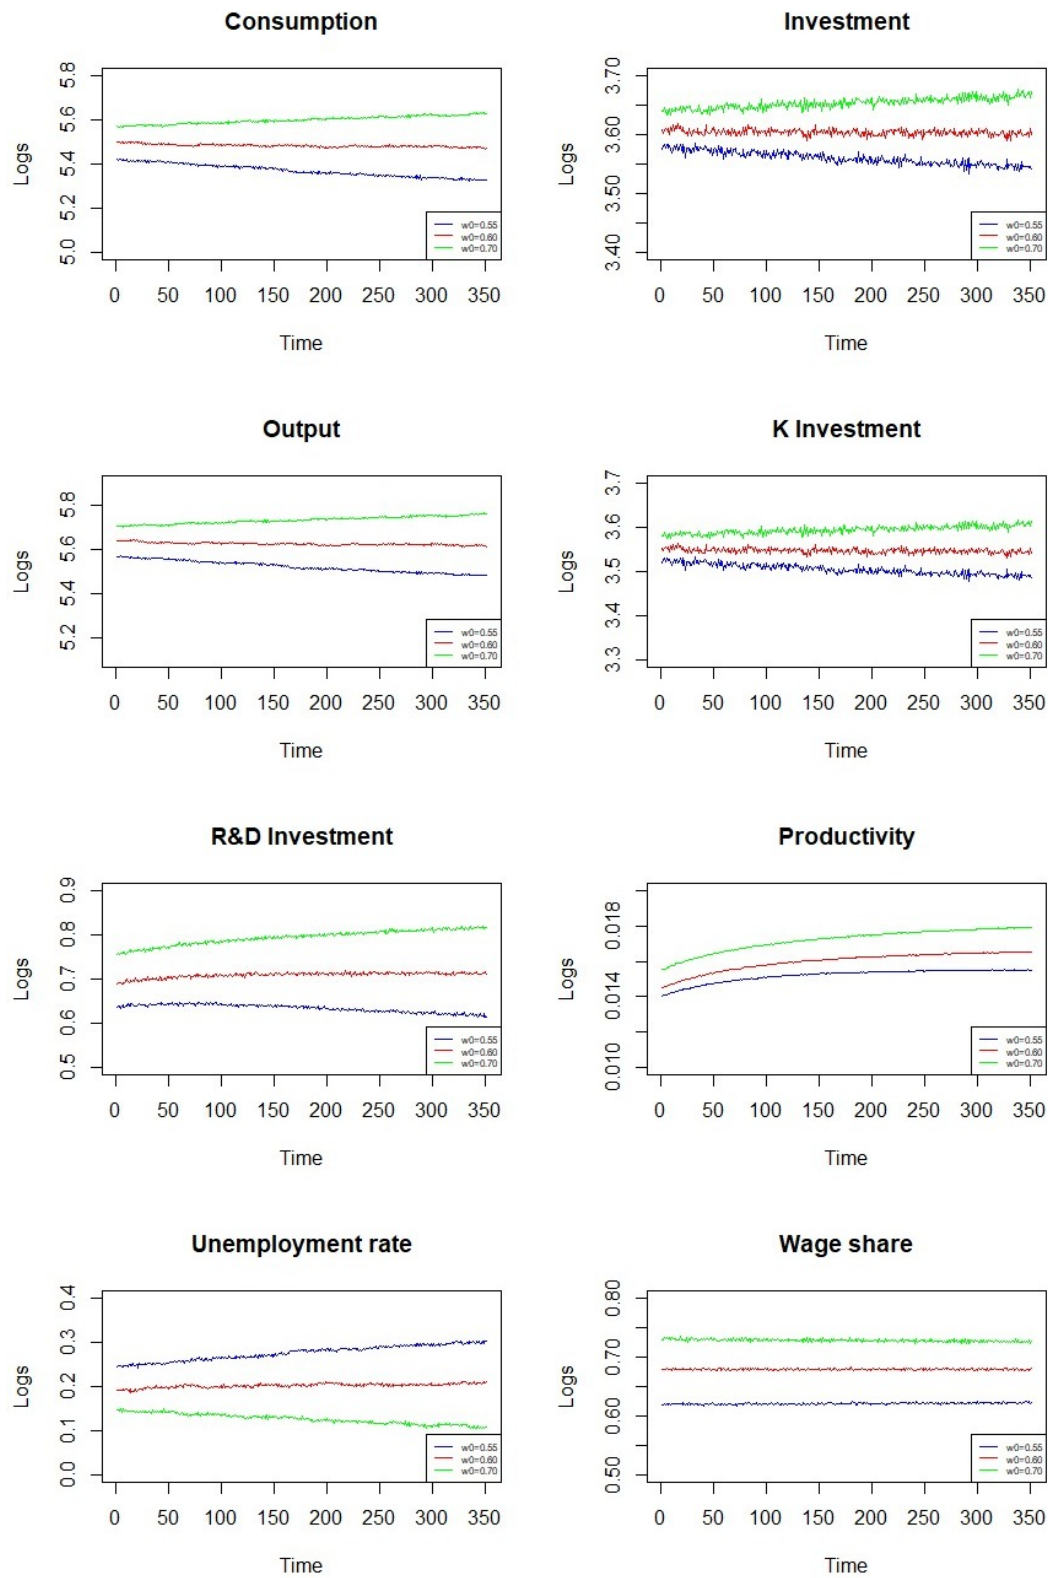 Consumption
Logs
5.0 5.2 5.4 5.6 5.8
w0=0.55
w0=0.60
w0=0.70
0 50 100 150 200 250 300 350
Time
Investment
Logs
3.40 3.50 3.60 3.70
w0=0.55
w0=0.60
w0=0.70
0 50 100 150 200 250 300 350
Time
Output
Logs
5.2 5.4 5.6 5.8
w0=0.55
w0=0.60
w0=0.70
0 50 100 150 200 250 300 350
Time
K Investment
Logs
3.3 3.4 3.5 3.6 3.7
w0=0.55
w0=0.60
w0=0.70
0 50 100 150 200 250 300 350
Time
R&D Investment
Logs
0.5 0.6 0.7 0.8 0.9
w0=0.55
w0=0.60
w0=0.70
0 50 100 150 200 250 300 350
Time
Productivity
Logs
0.010 0.014 0.018
w0=0.55
w0=0.60
w0=0.70
0 50 100 150 200 250 300 350
Time
Unemployment rate
Logs
0.0 0.1 0.2 0.3 0.4
w0=0.55
w0=0.60
w0=0.70
0 50 100 150 200 250 300 350
Time
Wage share
Logs
0.50 0.60 0.70 0.80
w0=0.55
w0=0.60
w0=0.70
0 50 100 150 200 250 300 350
Time